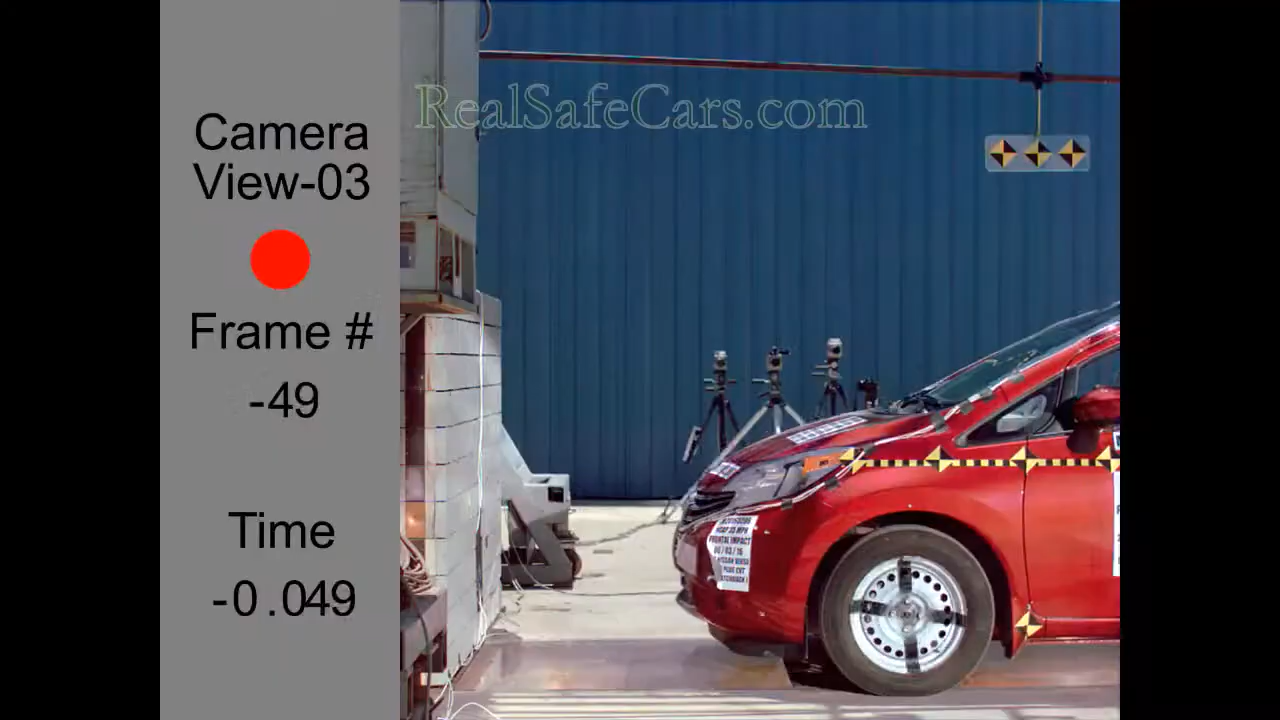 RealSafeCars.com
Camera
View-03
Frame #
-49
Time
-0.049
FRONTAL IMPACT